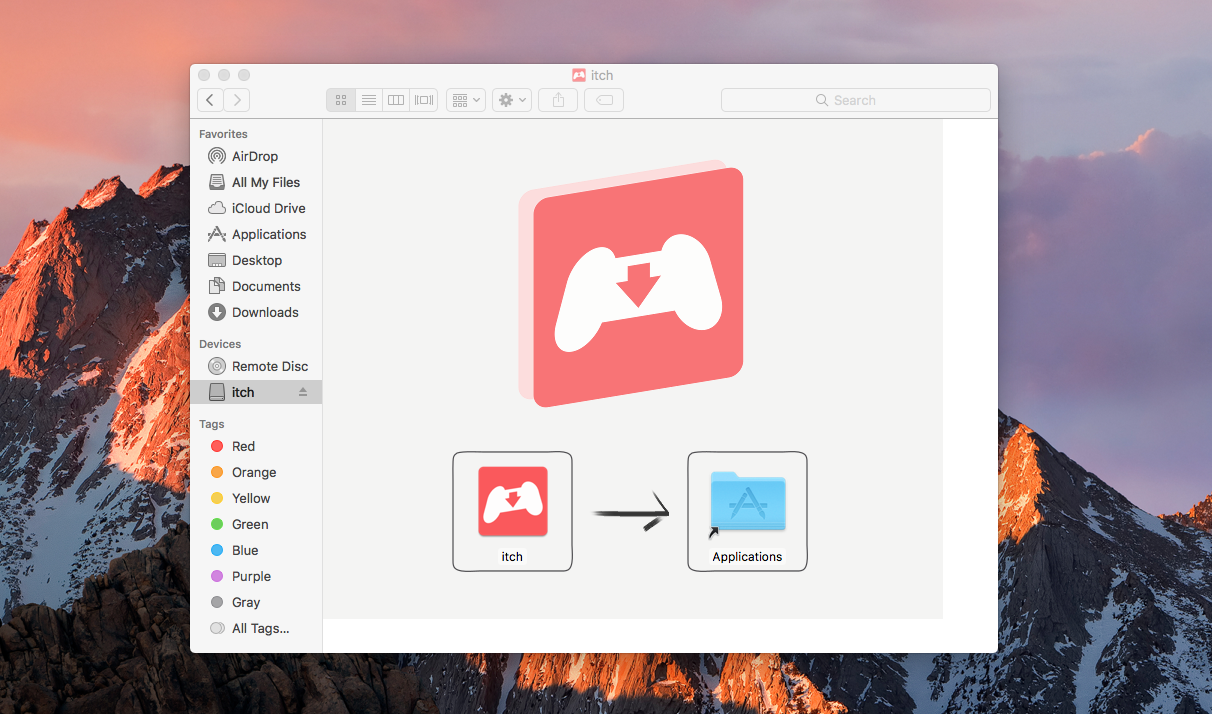 itch
Search
Favorites
AirDrop
All My Files
iCloud Drive
Applications
Desktop
Documents
Downloads
Devices
Remote Disc
itch
Tags
Red
Orange
Yellow
Green
Blue
Purple
Gray
All Tags...
itch
Applications